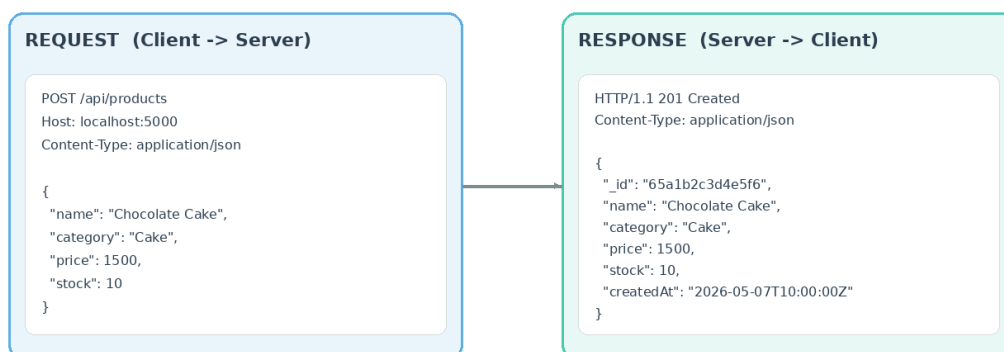 REQUEST (Client -> Server)
POST /api/products
Host: localhost:5000
Content-Type: application/json
{
"name": "Chocolate Cake",
"category": "Cake",
"price": 1500,
"stock": 10
}
RESPONSE (Server -> Client)
HTTP/1.1 201 Created
Content-Type: application/json
{
"_id": "65a1b2c3d4e5f6",
"name": "Chocolate Cake",
"category": "Cake",
"price": 1500,
"stock": 10,
"createdAt": "2026-05-07T10:00:00Z"
}